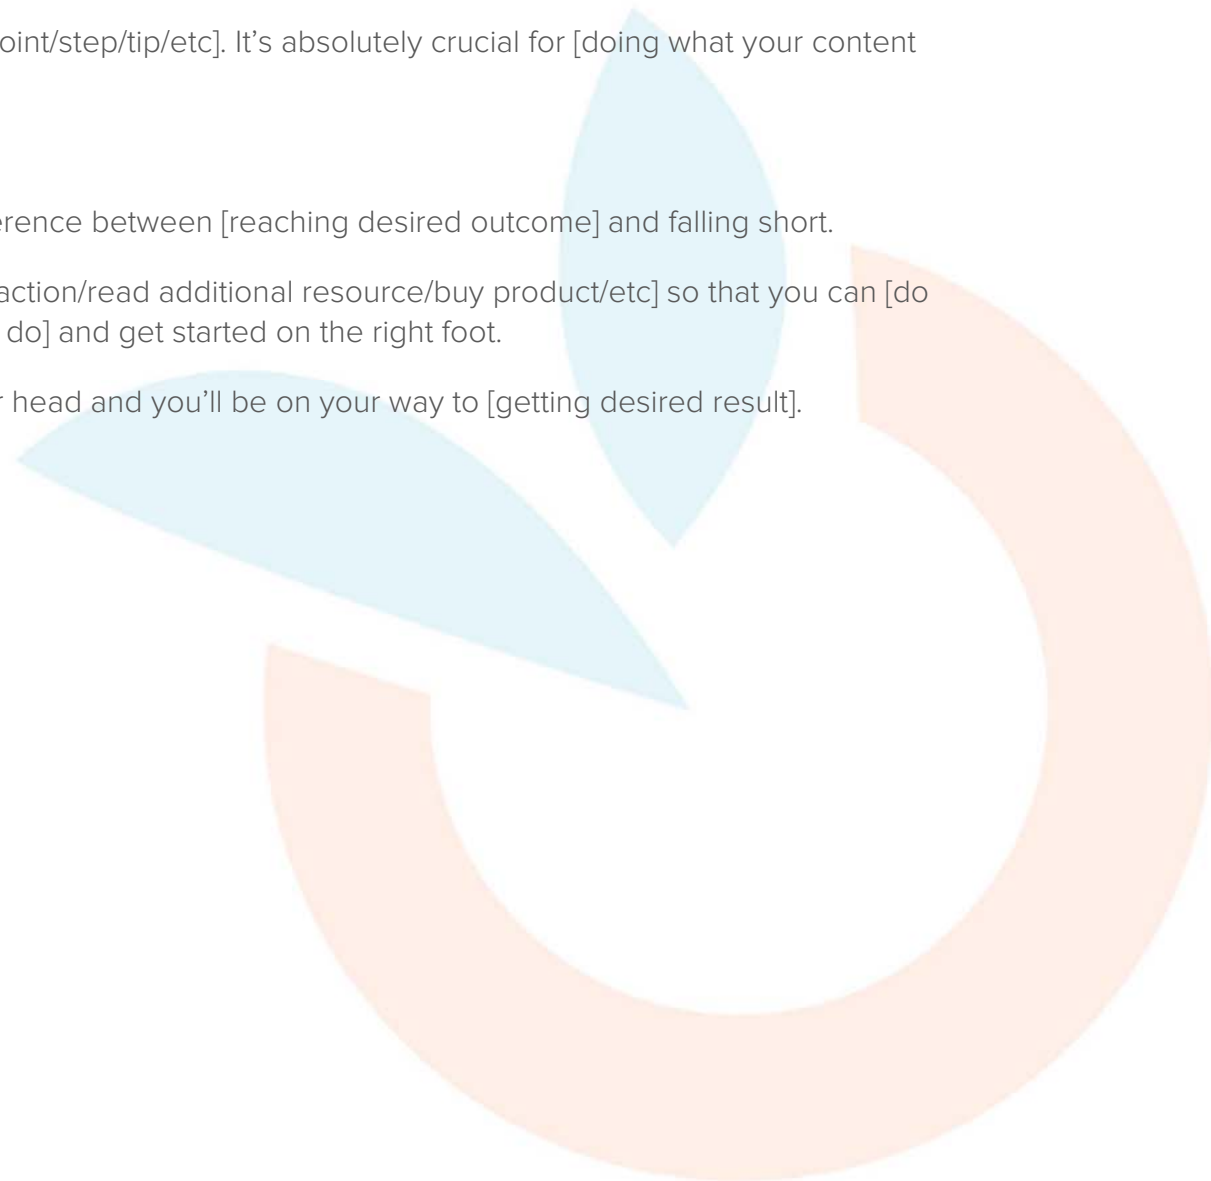 oint/step/tip/etc]. It’s absolutely crucial for [doing what your content
erence between [reaching desired outcome] and falling short.
action/read additional resource/buy product/etc] so that you can [do
do] and get started on the right foot.
r head and you’ll be on your way to [getting desired result].